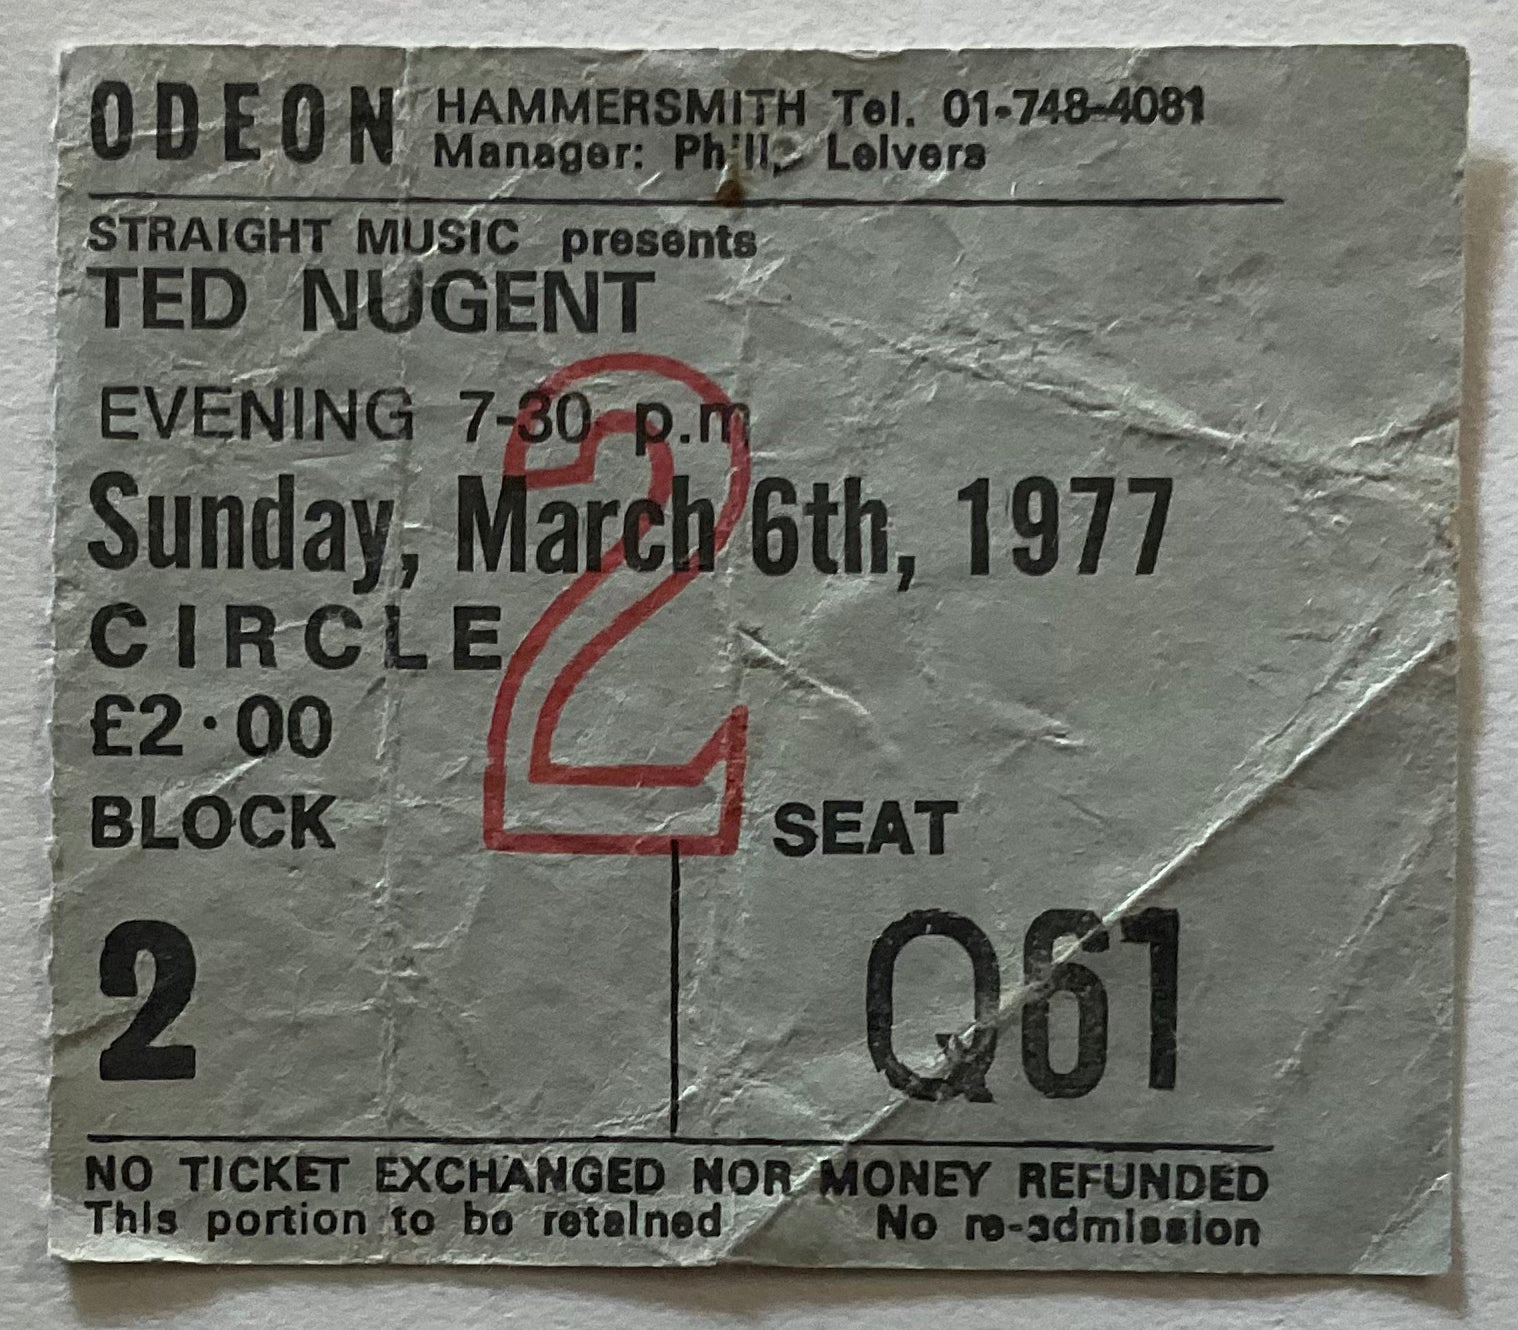 ODEON HAMMERSMITH Tel. 01-748-4081
Manager: Lelvers
STRAIGHT MUSIC presents
TED NUGENT
EVENING 7-30 p.m
Sunday, March 6th, 1977
CIRCLE
£2·00
2
BLOCK SEAT
2 Q61
NO TICKET EXCHANGED NOR MONEY REFUNDED
This portion to be retained No re-admission